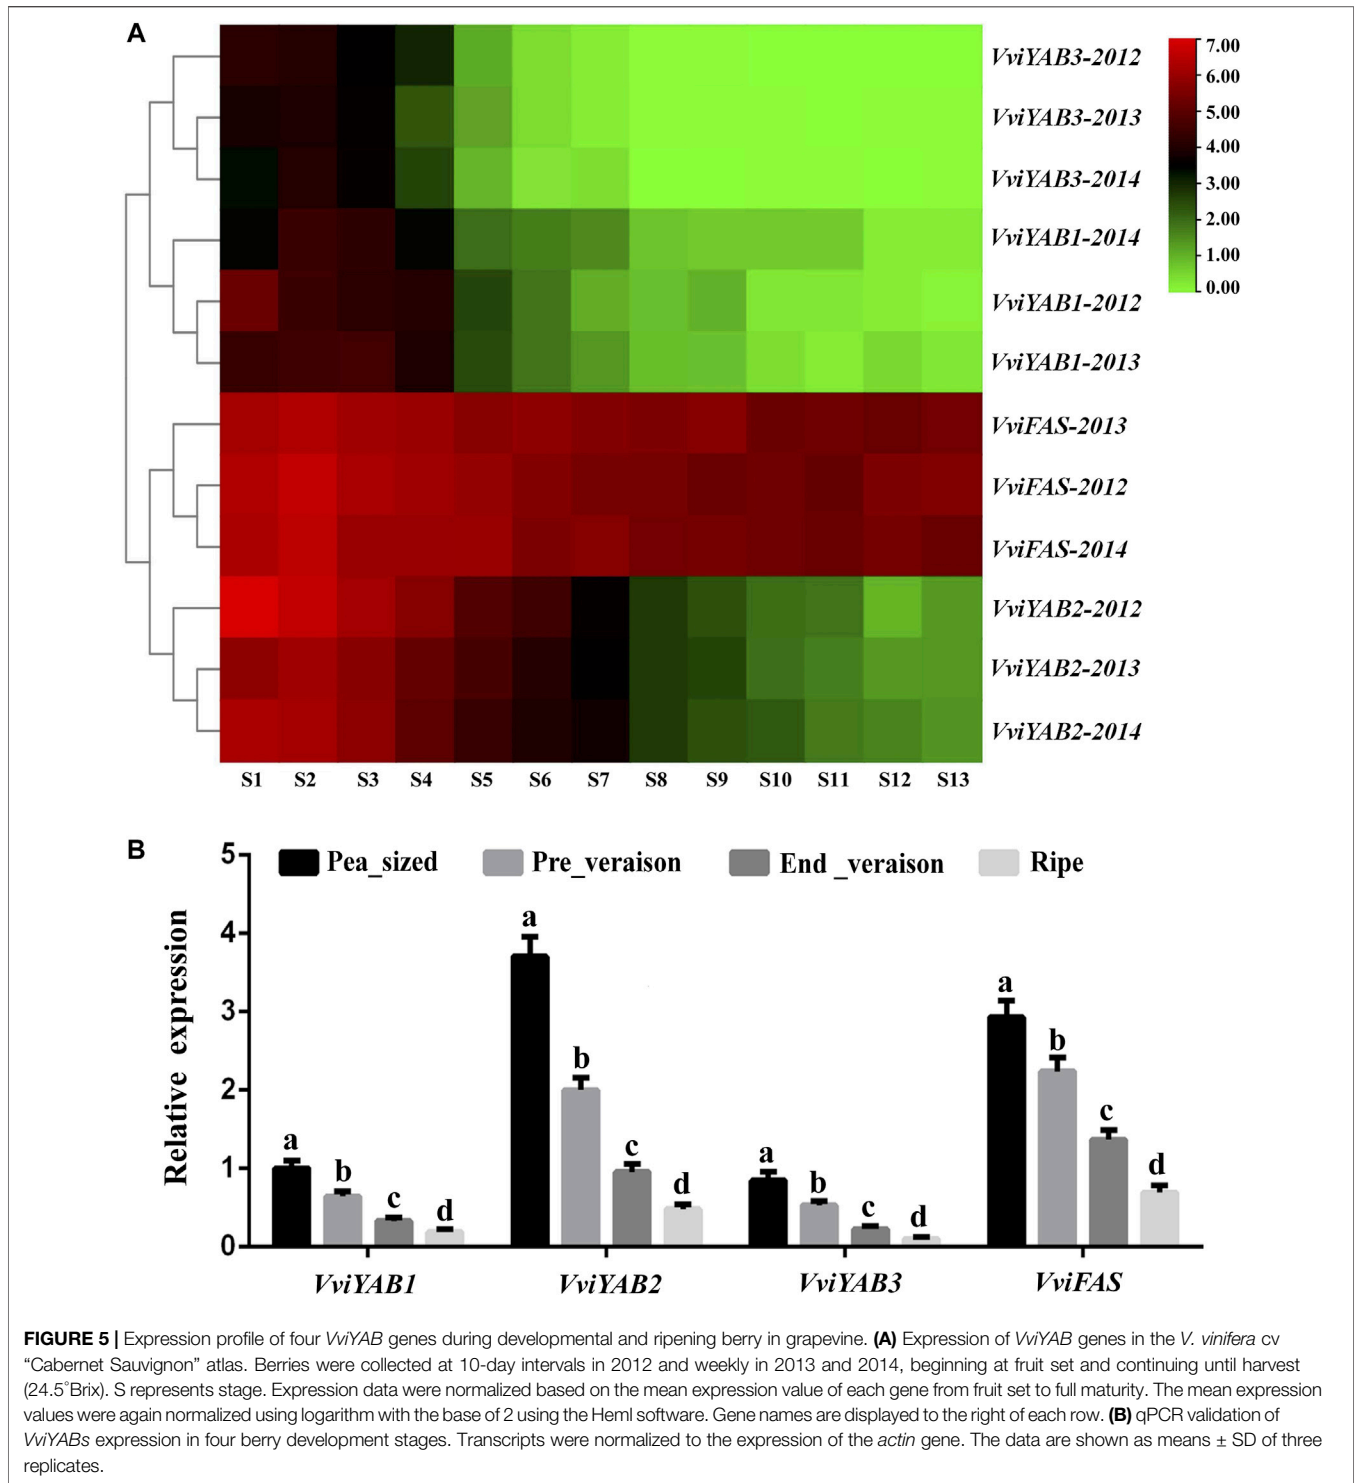 A
VviYAB3-2012
VviYAB3-2013
VviYAB3-2014
VviYAB1-2014
VviYAB1-2012
VviYAB1-2013
VviFAS-2013
VviFAS-2012
VviFAS-2014
VviYAB2-2012
VviYAB2-2013
VviYAB2-2014
7.00
6.00
5.00
4.00
3.00
2.00
1.00
0.00
S1 S2 S3 S4 S5 S6 S7 S8 S9 S10 S11 S12 S13
B
Pea_sized Pre_veraison End _veraison Ripe
Relative expression
5
4
3
2
1
0
a b c d
a b c d
a b c d
a b c d
VviYAB1 VviYAB2 VviYAB3 VviFAS
FIGURE 5 | Expression profile of four VviYAB genes during developmental and ripening berry in grapevine. (A) Expression of VviYAB genes in the V. vinifera cv
“Cabernet Sauvignon” atlas. Berries were collected at 10-day intervals in 2012 and weekly in 2013 and 2014, beginning at fruit set and continuing until harvest
(24.5°Brix). S represents stage. Expression data were normalized based on the mean expression value of each gene from fruit set to full maturity. The mean expression
values were again normalized using logarithm with the base of 2 using the HemI software. Gene names are displayed to the right of each row. (B) qPCR validation of
VviYABs expression in four berry development stages. Transcripts were normalized to the expression of the actin gene. The data are shown as means ± SD of three
replicates.